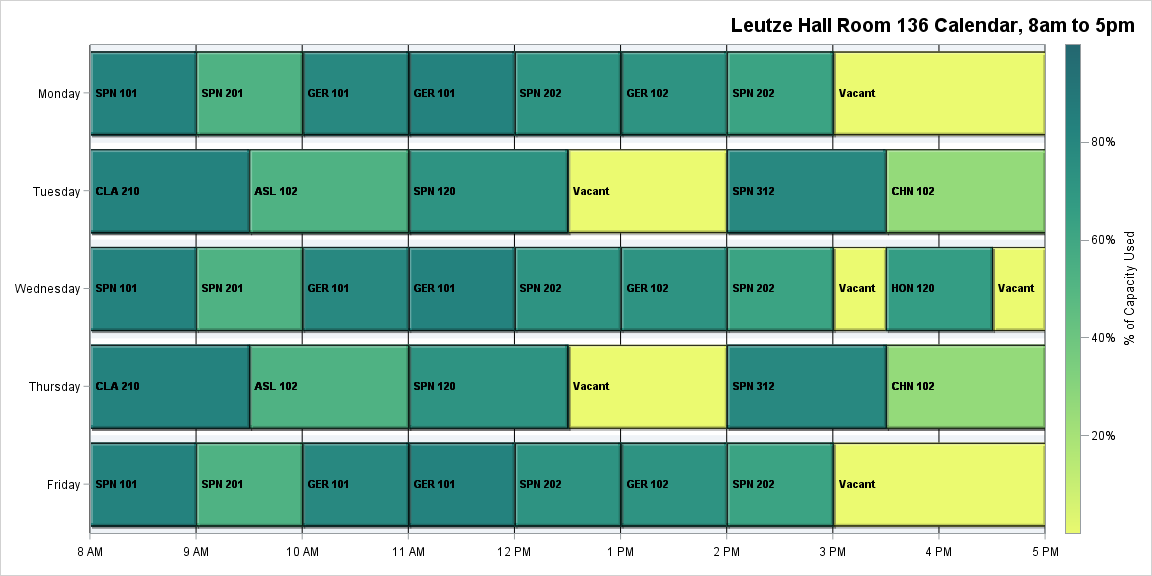 Leutze Hall Room 136 Calendar, 8am to 5pm
Monday
SPN 101
SPN 201
GER 101
GER 101
SPN 202
GER 102
SPN 202
Vacant
Tuesday
CLA 210
ASL 102
SPN 120
Vacant
SPN 312
CHN 102
Wednesday
SPN 101
SPN 201
GER 101
GER 101
SPN 202
GER 102
SPN 202
Vacant
HON 120
Vacant
Thursday
CLA 210
ASL 102
SPN 120
Vacant
SPN 312
CHN 102
Friday
SPN 101
SPN 201
GER 101
GER 101
SPN 202
GER 102
SPN 202
Vacant
8 AM
9 AM
10 AM
11 AM
12 PM
1 PM
2 PM
3 PM
4 PM
5 PM
80%
60%
40%
20%
% of Capacity Used